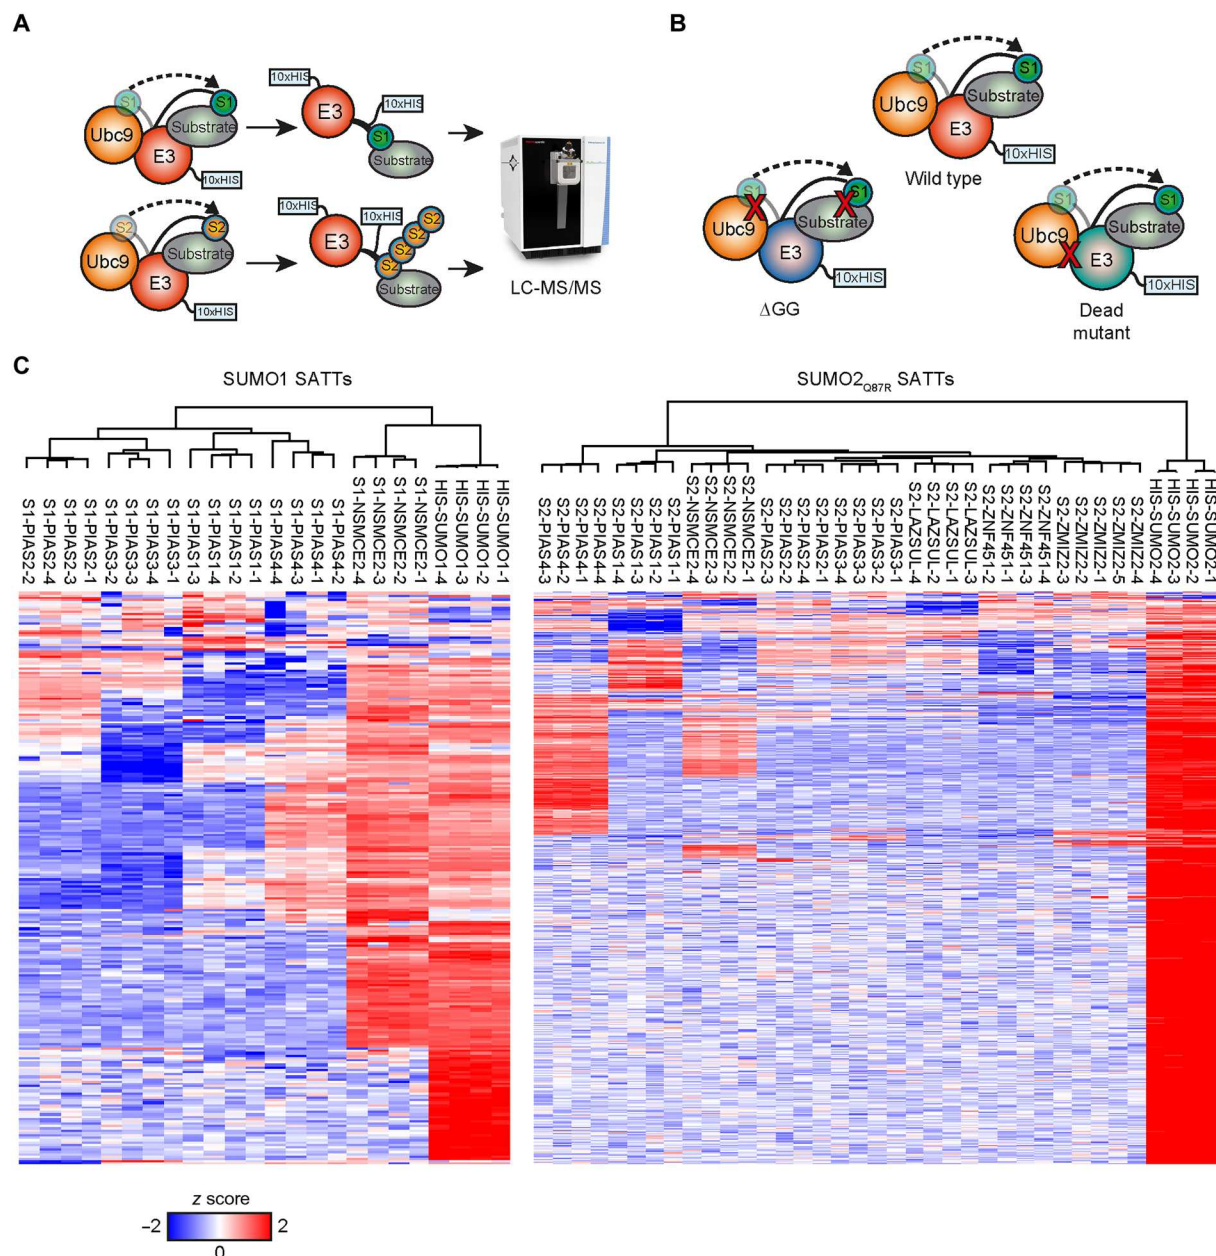 A
S1
S1
Ubc9
Substrate
E3
10xHIS
10xHIS
E3
10xHIS
S1
Substrate
S2
S2
Ubc9
Substrate
E3
10xHIS
10xHIS
10xHIS
E3
S2
S2
S2
S2
Substrate
LC-MS/MS
B
S1
S1
Ubc9
Substrate
E3
10xHIS
Wild type
S1
S1
Ubc9
Substrate
E3
10xHIS
ΔGG
S1
S1
Ubc9
Substrate
E3
10xHIS
Dead
mutant
X
X
X
C
SUMO1 SATTs
S1-PIAS2-2
S1-PIAS2-4
S1-PIAS2-3
S1-PIAS2-1
S1-PIAS3-2
S1-PIAS3-3
S1-PIAS3-4
S1-PIAS3-1
S1-PIAS1-3
S1-PIAS1-4
S1-PIAS1-2
S1-PIAS1-1
S1-PIAS4-4
S1-PIAS4-3
S1-PIAS4-1
S1-PIAS4-2
S1-NSMCE2-4
S1-NSMCE2-3
S1-NSMCE2-2
S1-NSMCE2-1
HIS-SUMO1-4
HIS-SUMO1-3
HIS-SUMO1-2
HIS-SUMO1-1
SUMO2Q87R SATTs
S2-PIAS4-3
S2-PIAS4-2
S2-PIAS4-1
S2-PIAS4-4
S2-PIAS1-4
S2-PIAS1-3
S2-PIAS1-2
S2-PIAS1-1
S2-NSMCE2-4
S2-NSMCE2-3
S2-NSMCE2-2
S2-NSMCE2-1
S2-PIAS2-3
S2-PIAS2-2
S2-PIAS2-4
S2-PIAS2-1
S2-PIAS3-4
S2-PIAS3-3
S2-PIAS3-2
S2-PIAS3-1
S2-LAZSUL-4
S2-LAZSUL-2
S2-LAZSUL-1
S2-LAZSUL-3
S2-ZNF451-2
S2-ZNF451-1
S2-ZNF451-3
S2-ZNF451-4
S2-ZMIZ2-3
S2-ZMIZ2-2
S2-ZMIZ2-1
S2-ZMIZ2-5
S2-ZMIZ2-4
HIS-SUMO2-4
HIS-SUMO2-3
HIS-SUMO2-2
HIS-SUMO2-1
z score
−2
2
0